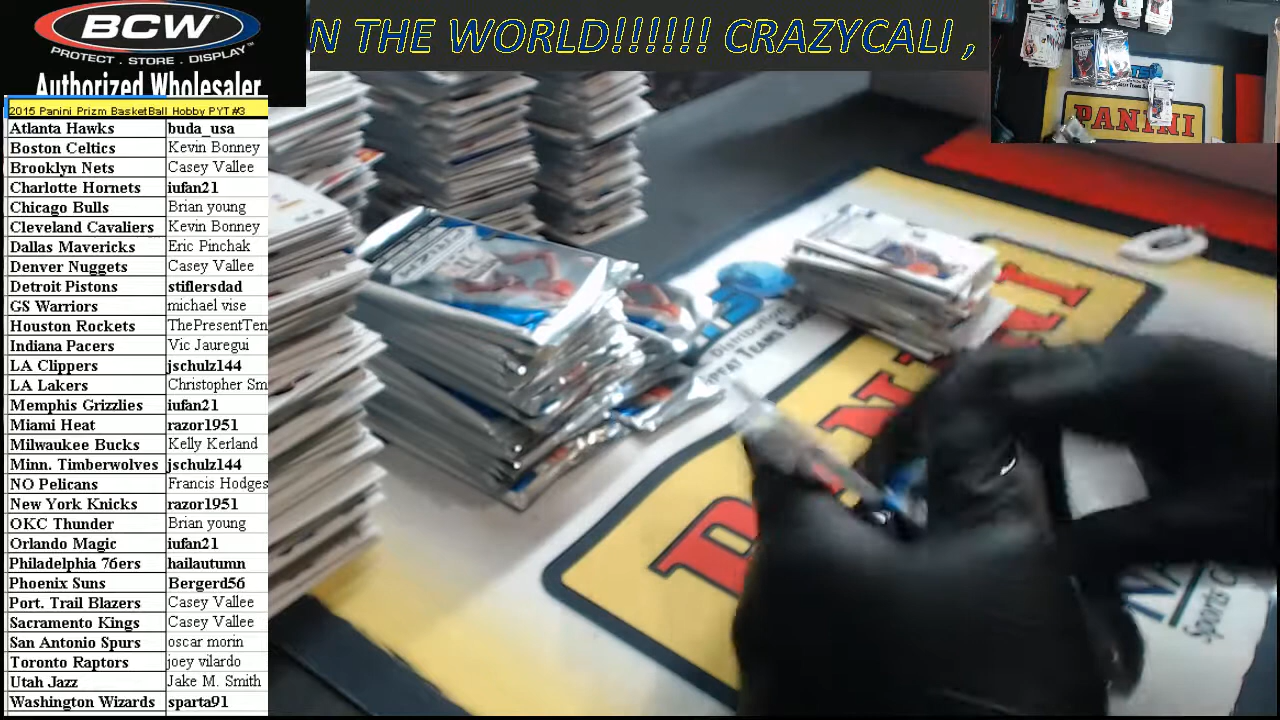 BCW
PROTECT . STORE . DISPLAY
Authorized Wholesaler
N THE WORLD!!!!!! CRAZYCALI ,
2015 Panini Prizm BasketBall Hobby PYT #3
Atlanta Hawks buda_usa
Boston Celtics Kevin Bonney
Brooklyn Nets Casey Vallee
Charlotte Hornets iufan21
Chicago Bulls Brian young
Cleveland Cavaliers Kevin Bonney
Dallas Mavericks Eric Pinchak
Denver Nuggets Casey Vallee
Detroit Pistons stiflersdad
GS Warriors michael vise
Houston Rockets ThePresentTen
Indiana Pacers Vic Jauregui
LA Clippers jschulz144
LA Lakers Christopher Sm
Memphis Grizzlies iufan21
Miami Heat razor1951
Milwaukee Bucks Kelly Kerland
Minn. Timberwolves jschulz144
NO Pelicans Francis Hodges
New York Knicks razor1951
OKC Thunder Brian young
Orlando Magic iufan21
Philadelphia 76ers hailautumn
Phoenix Suns Bergerd56
Port. Trail Blazers Casey Vallee
Sacramento Kings Casey Vallee
San Antonio Spurs oscar morin
Toronto Raptors joey vilardo
Utah Jazz Jake M. Smith
Washington Wizards sparta91
PANINI
Sports